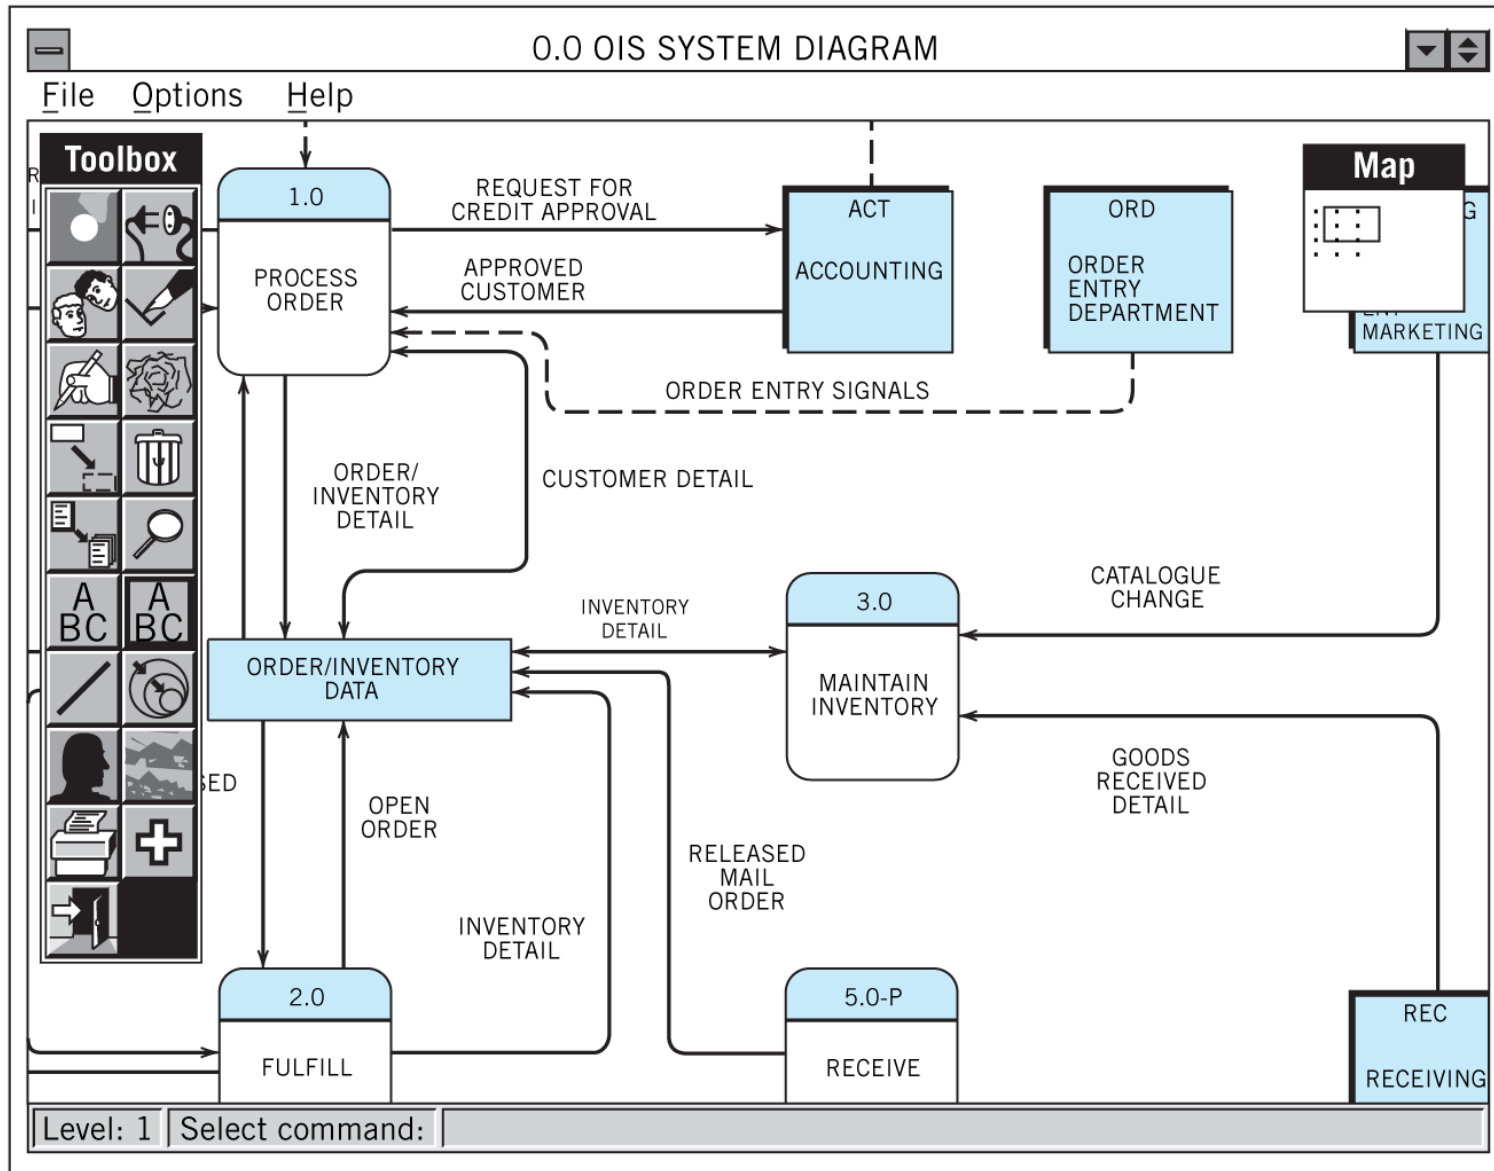 0.0 OIS SYSTEM DIAGRAM
File Options Help
Toolbox
A
BC
A
BC
R
I
SED
1.0
PROCESS
ORDER
REQUEST FOR
CREDIT APPROVAL
APPROVED
CUSTOMER
ACT
ACCOUNTING
ORD
ORDER
ENTRY
DEPARTMENT
Map
G
MARKETING
ORDER ENTRY SIGNALS
ORDER/
INVENTORY
DETAIL
CUSTOMER DETAIL
CATALOGUE
CHANGE
INVENTORY
DETAIL
3.0
MAINTAIN
INVENTORY
ORDER/INVENTORY
DATA
GOODS
RECEIVED
DETAIL
OPEN
ORDER
RELEASED
MAIL
ORDER
INVENTORY
DETAIL
2.0
FULFILL
5.0-P
RECEIVE
REC
RECEIVING
Level: 1
Select command: